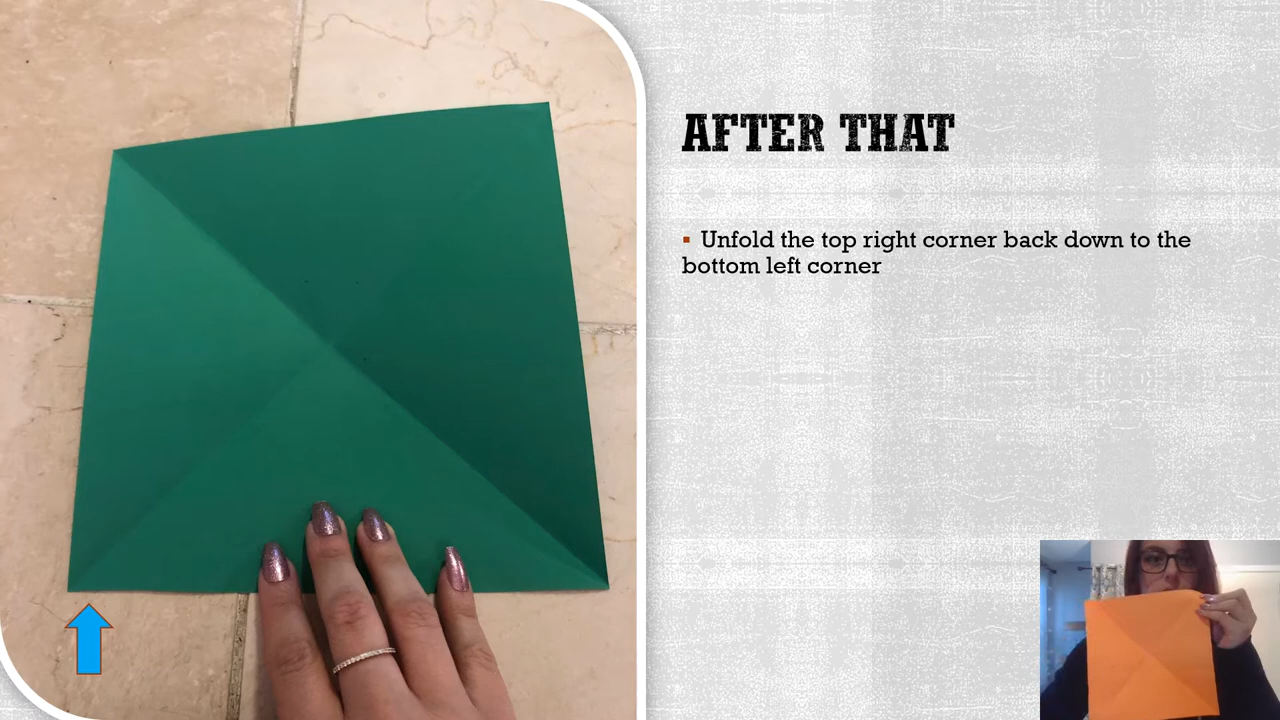 AFTER THAT
▪ Unfold the top right corner back down to the
bottom left corner